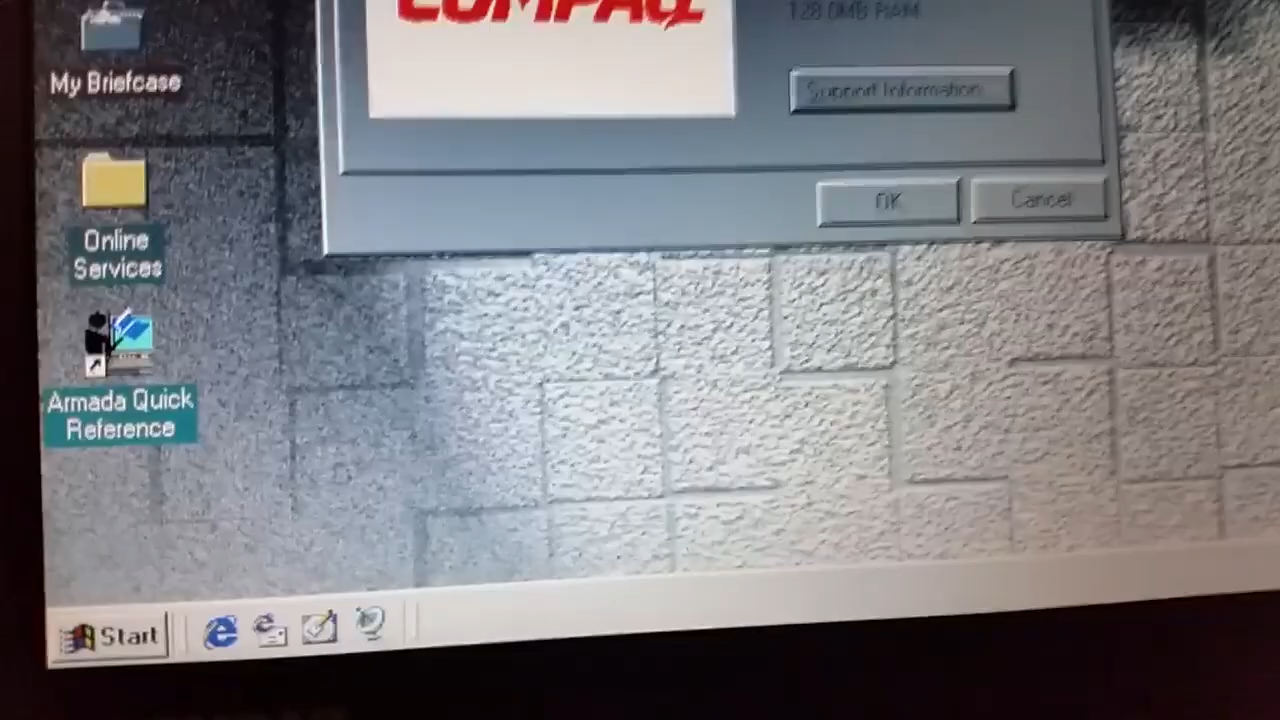 COMPAQ
128.0MB RAM
My Briefcase
Support Information
OK
Cancel
Online
Services
Armada Quick
Reference
Start